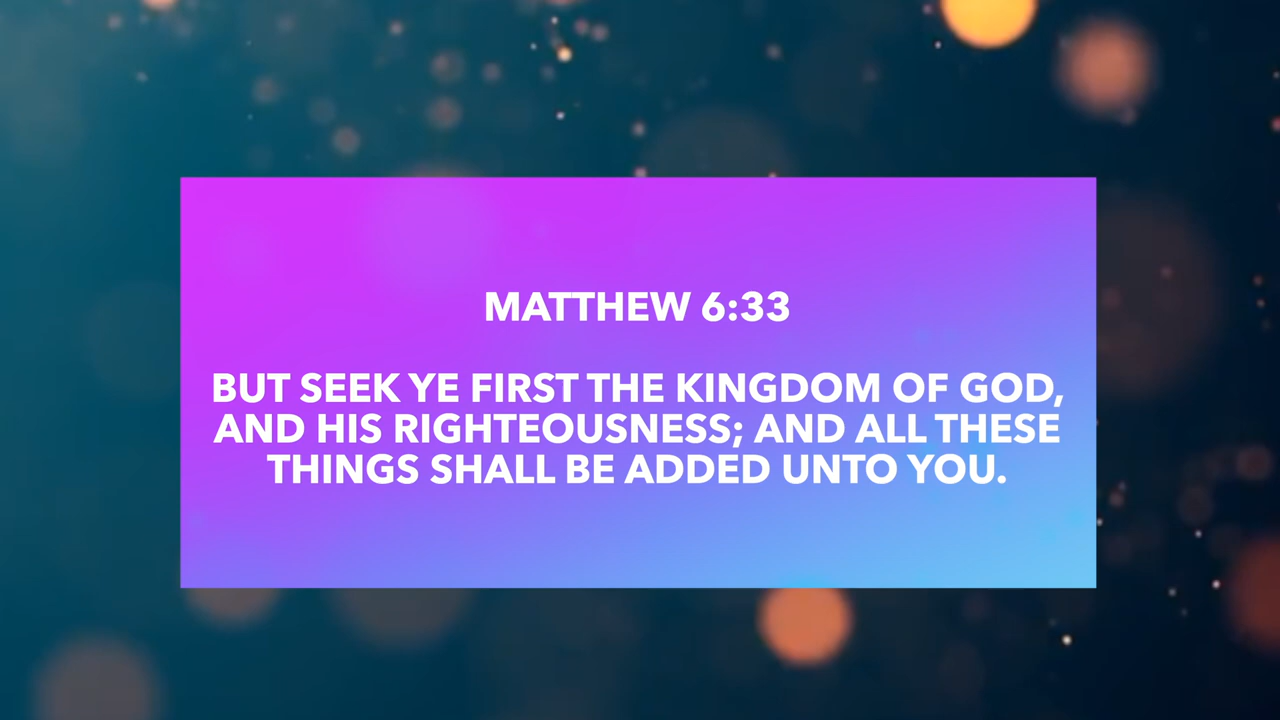 MATTHEW 6:33
BUT SEEK YE FIRST THE KINGDOM OF GOD,
AND HIS RIGHTEOUSNESS; AND ALL THESE
THINGS SHALL BE ADDED UNTO YOU.